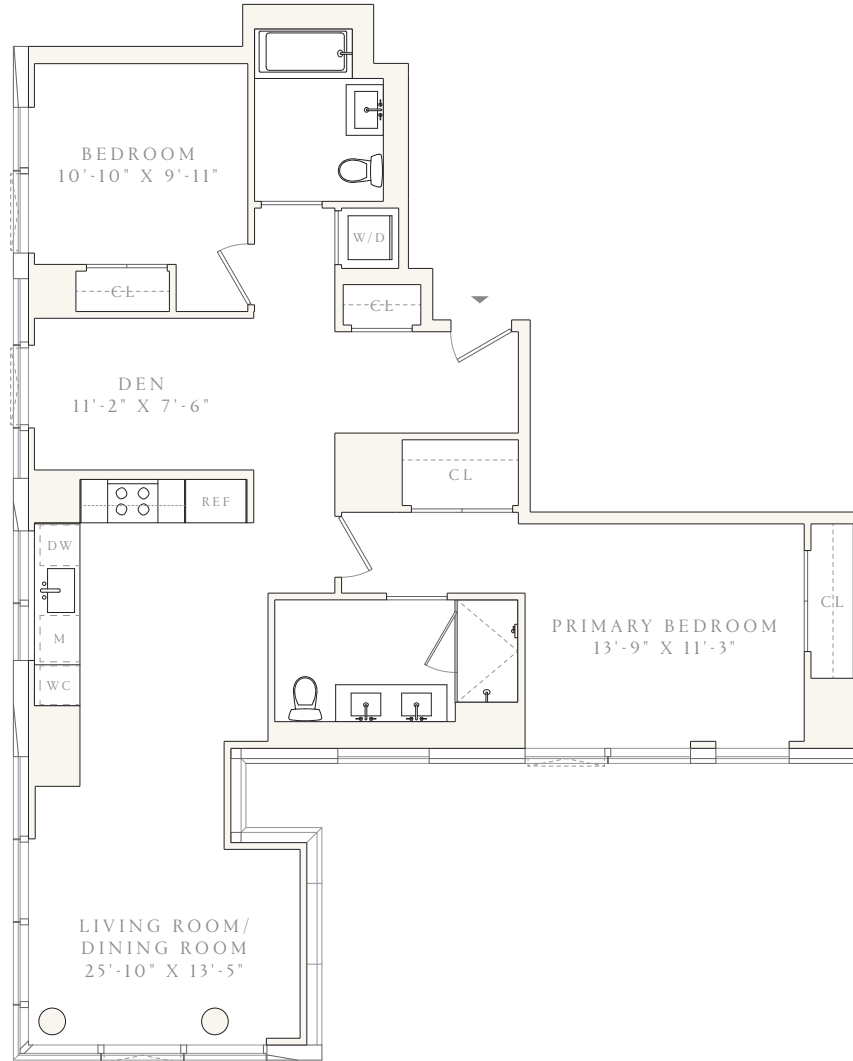 BEDROOM
10'-10" X 9'-11"
W/D
CL
CL
DEN
11'-2" X 7'-6"
CL
REF
DW
CL
PRIMARY BEDROOM
13'-9" X 11'-3"
M
WC
LIVING ROOM/
DINING ROOM
25'-10" X 13'-5"